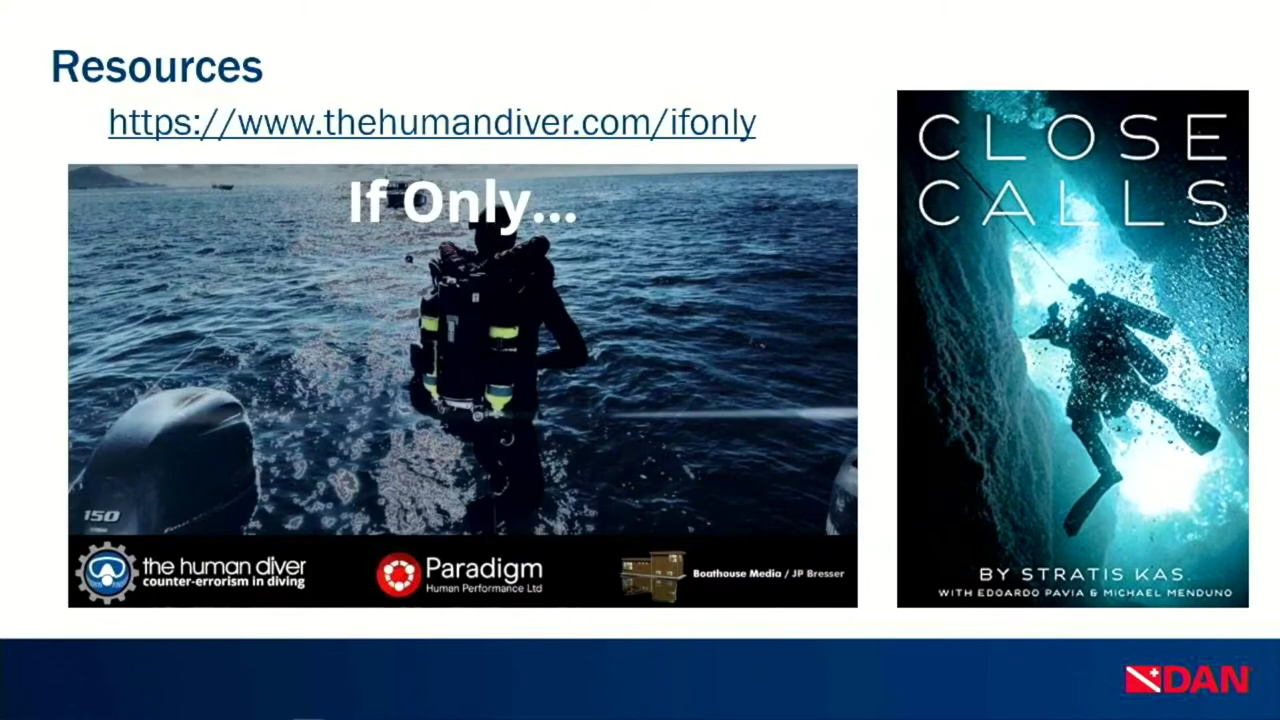 Resources
https://www.thehumandiver.com/ifonly
If Only...
150
the human diver
counter-errorism in diving
Paradigm
Human Performance Ltd
Boathouse Media / JP Bresser
CLOSE
CALLS
BY STRATIS KAS
WITH EDOARDO PAVIA & MICHAEL MENDUNO
DAN